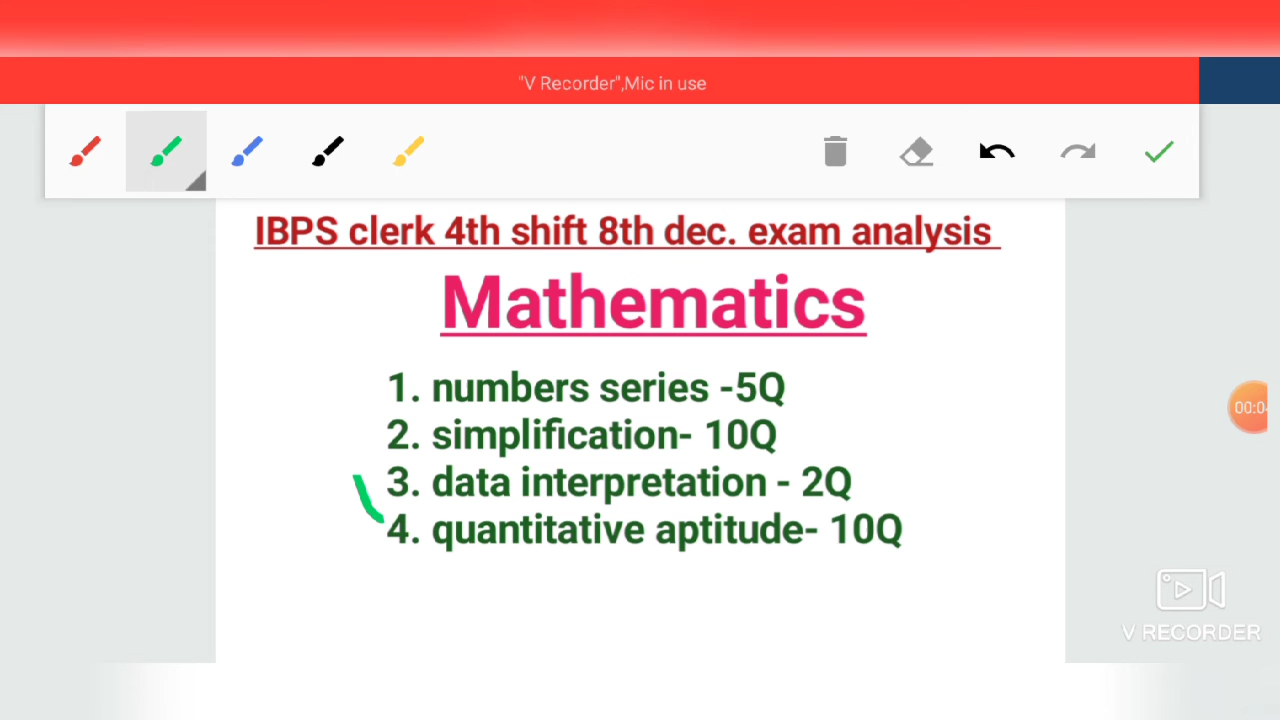 "V Recorder",Mic in use
IBPS clerk 4th shift 8th dec. exam analysis
Mathematics
1. numbers series -5Q
2. simplification- 10Q
3. data interpretation - 2Q
4. quantitative aptitude- 10Q
V RECORDER